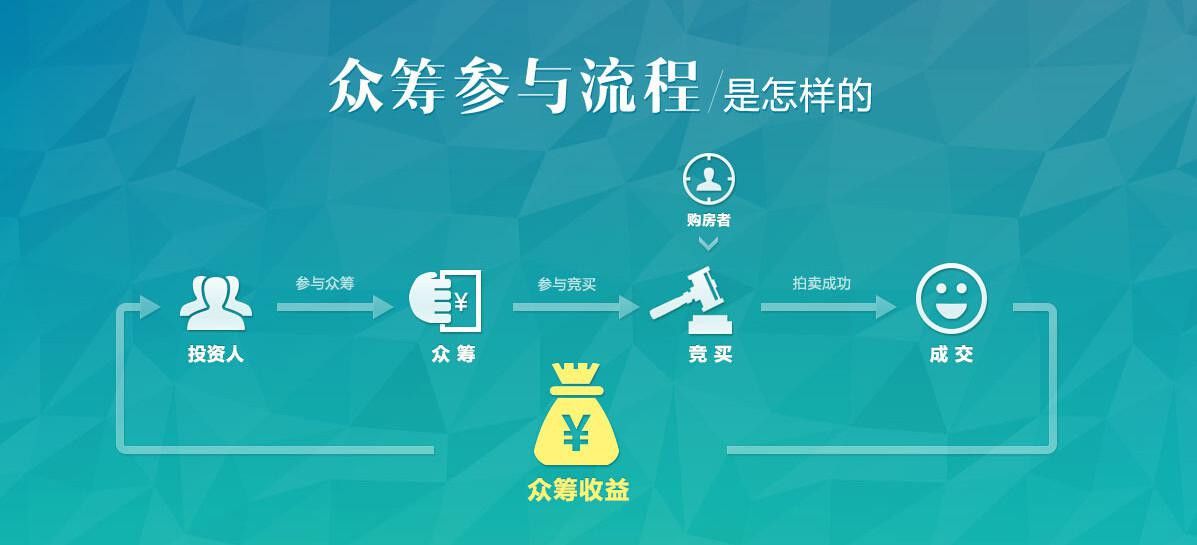 众筹参与流程/是怎样的
购房者
参与众筹
参与竞买
拍卖成功
¥
投资人
众筹
竞买
成交
¥
众筹收益